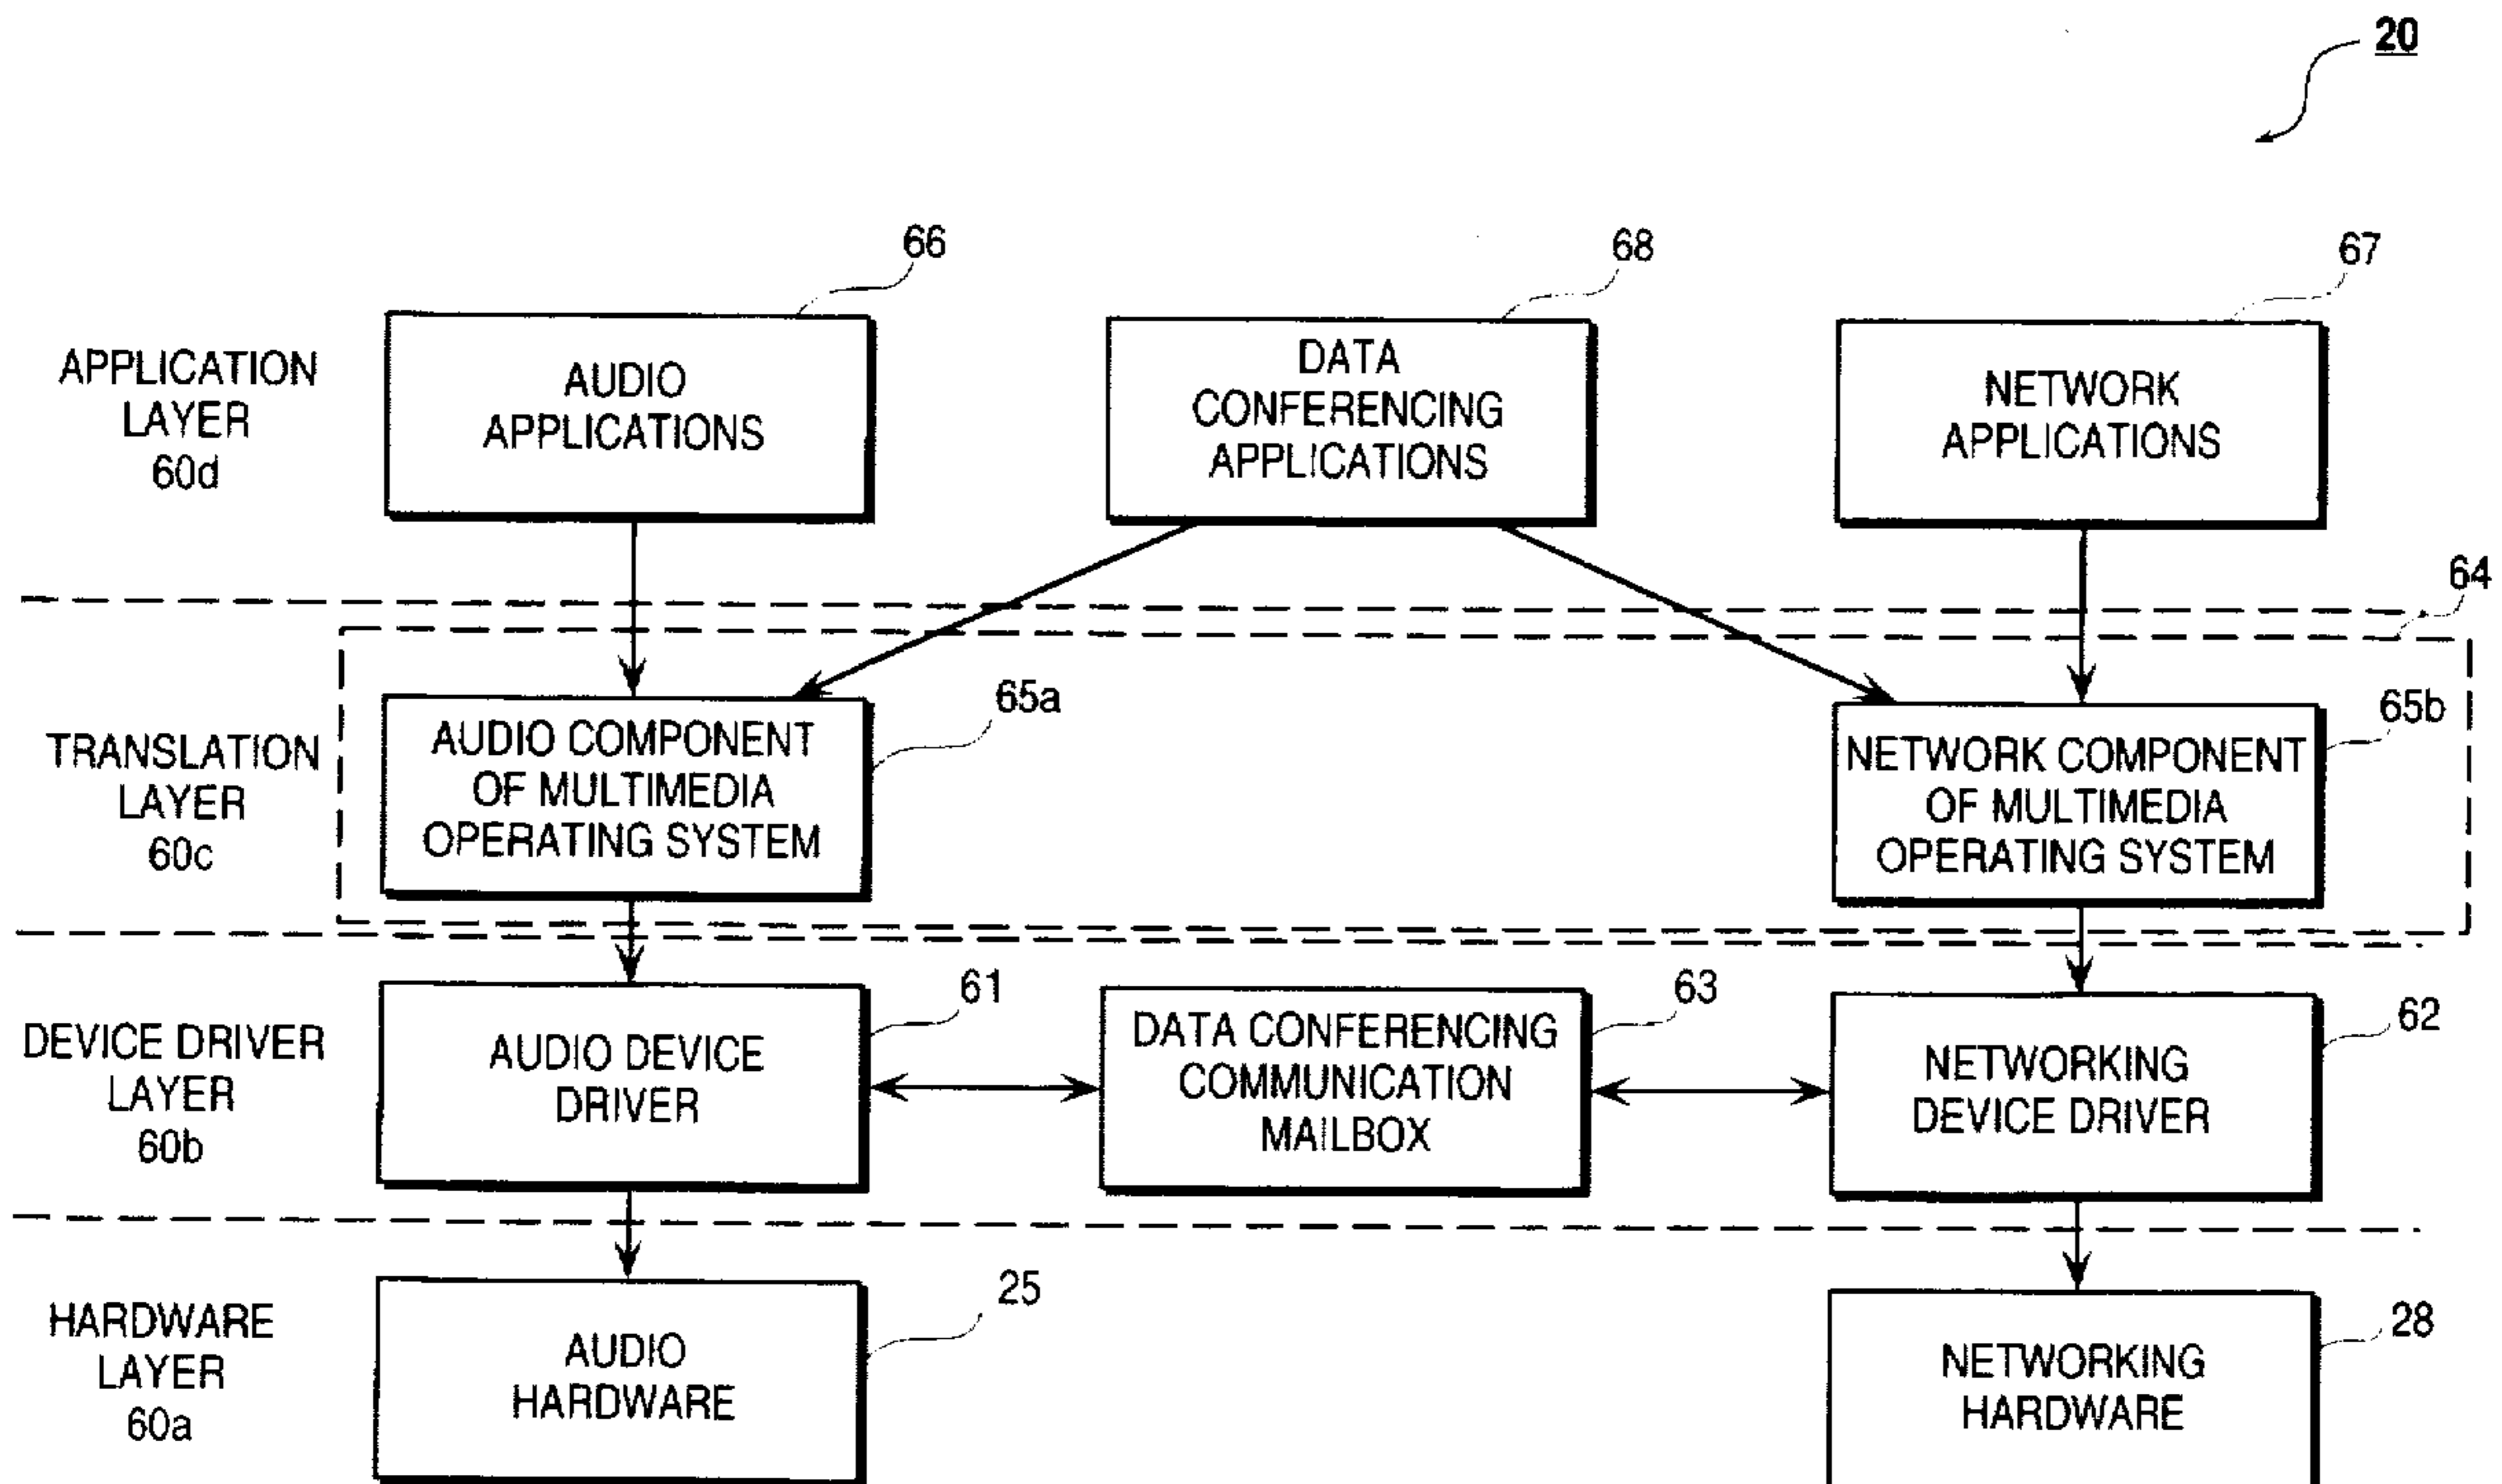 20
66
68
67
APPLICATION
LAYER
60d
AUDIO
APPLICATIONS
DATA
CONFERENCING
APPLICATIONS
NETWORK
APPLICATIONS
64
65a
65b
TRANSLATION
LAYER
60c
AUDIO COMPONENT
OF MULTIMEDIA
OPERATING SYSTEM
NETWORK COMPONENT
OF MULTIMEDIA
OPERATING SYSTEM
61
63
62
DEVICE DRIVER
LAYER
60b
AUDIO DEVICE
DRIVER
DATA CONFERENCING
COMMUNICATION
MAILBOX
NETWORKING
DEVICE DRIVER
25
28
HARDWARE
LAYER
60a
AUDIO
HARDWARE
NETWORKING
HARDWARE